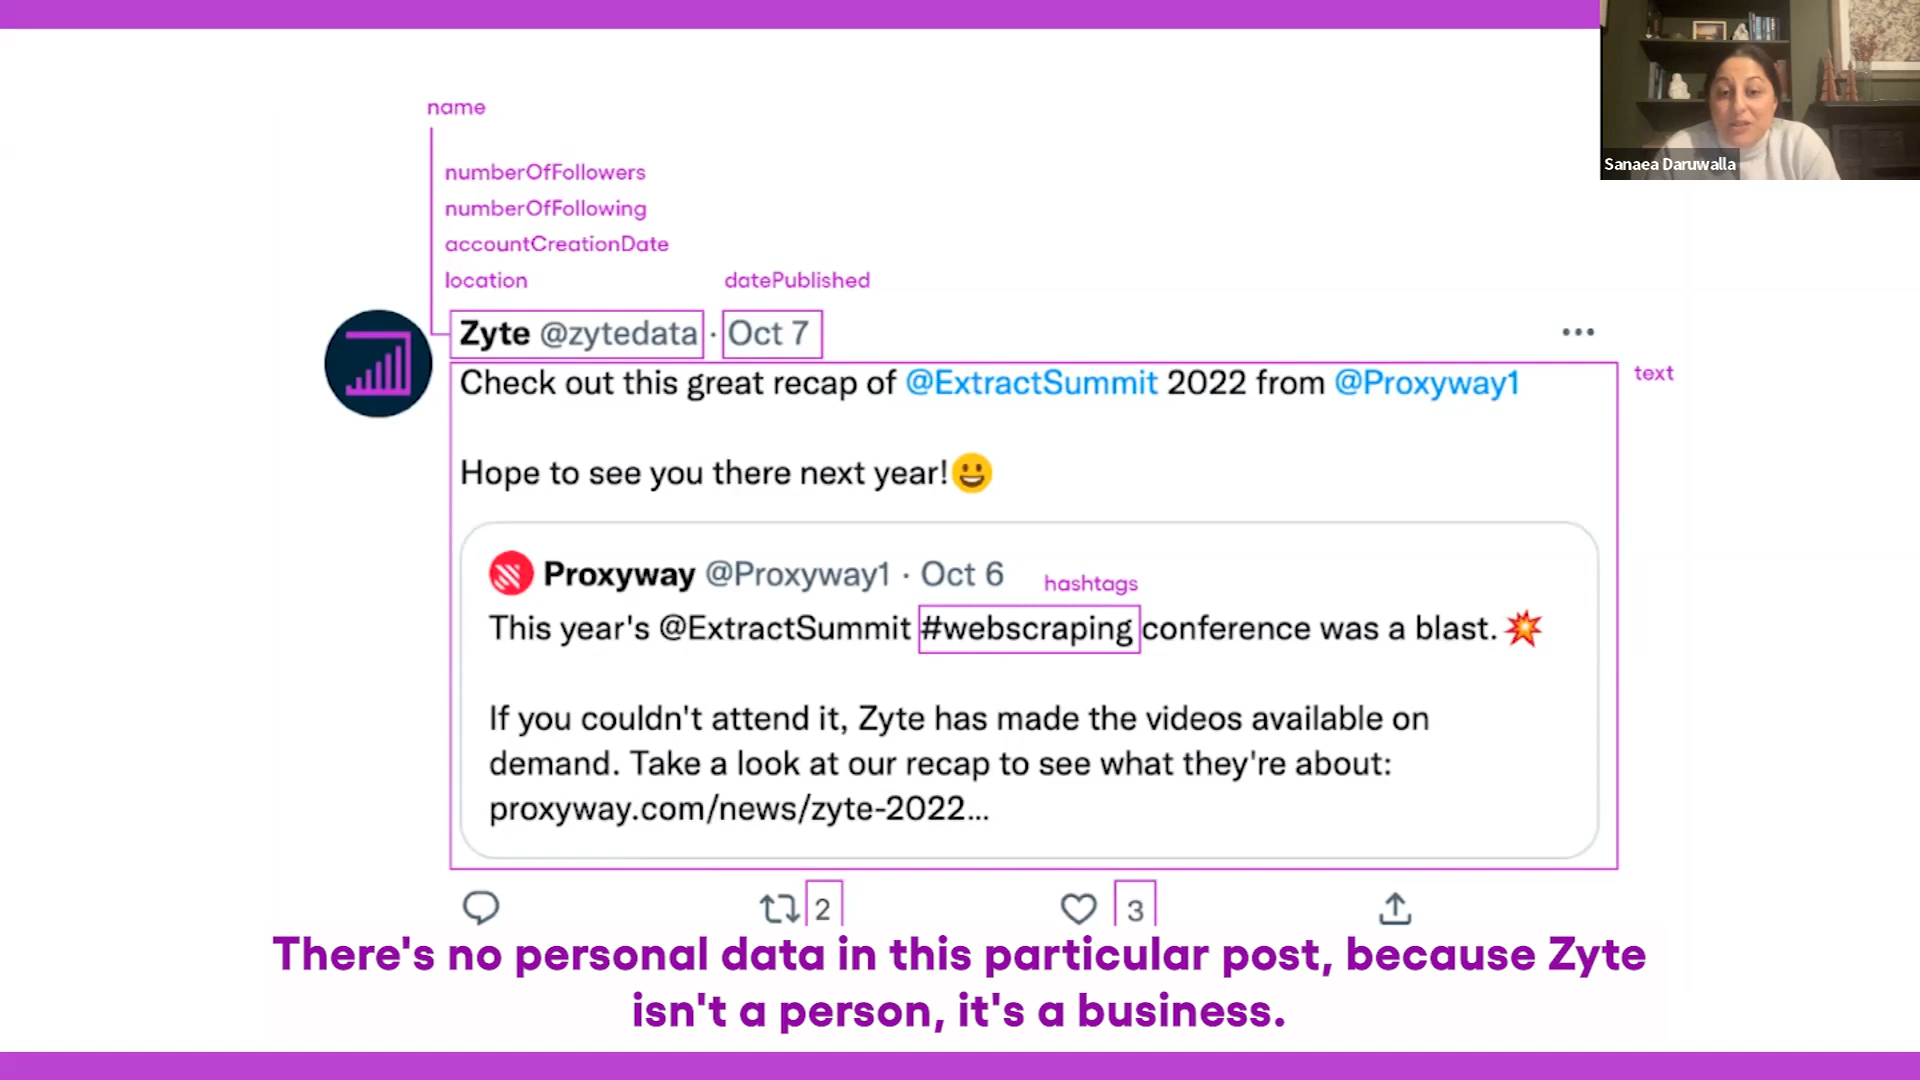 name
numberOfFollowers
numberOfFollowing
accountCreationDate
location
datePublished
Zyte @zytedata · Oct 7
text
Check out this great recap of @ExtractSummit 2022 from @Proxyway1
Hope to see you there next year!😀
Proxyway @Proxyway1 · Oct 6
hashtags
This year's @ExtractSummit #webscraping conference was a blast.💥
If you couldn't attend it, Zyte has made the videos available on
demand. Take a look at our recap to see what they're about:
proxyway.com/news/zyte-2022...
2
3
There's no personal data in this particular post, because Zyte
isn't a person, it's a business.
Sanaea Daruwalla